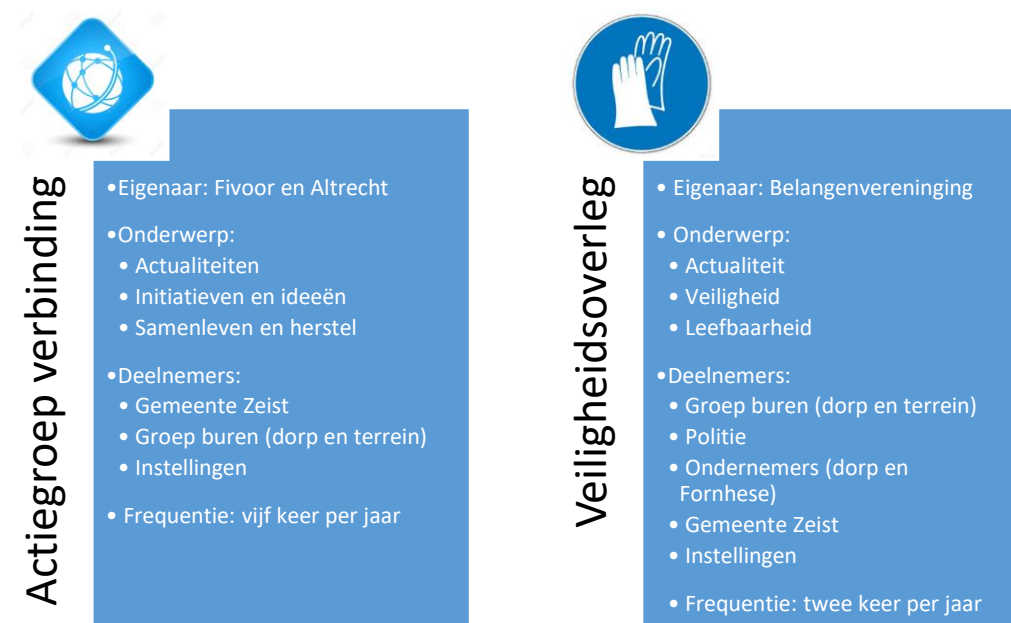 Actiegroep verbinding
•Eigenaar: Fivoor en Altrecht
•Onderwerp:
• Actualiteiten
• Initiatieven en ideeën
• Samenleven en herstel
•Deelnemers:
• Gemeente Zeist
• Groep buren (dorp en terrein)
• Instellingen
• Frequentie: vijf keer per jaar
Veiligheidsoverleg
• Eigenaar: Belangenvereninging
• Onderwerp:
• Actualiteit
• Veiligheid
• Leefbaarheid
•Deelnemers:
• Groep buren (dorp en terrein)
• Politie
• Ondernemers (dorp en
Fornhese)
• Gemeente Zeist
• Instellingen
• Frequentie: twee keer per jaar